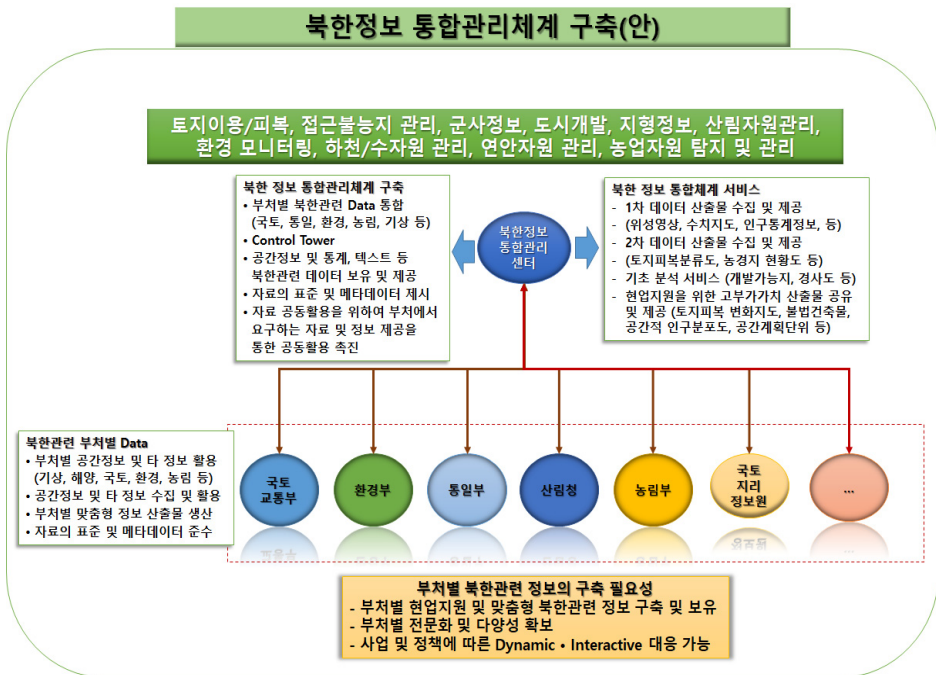 북한정보 통합관리체계 구축(안)
토지이용/피복, 접근불능지 관리, 군사정보, 도시개발, 지형정보, 산림자원관리,
환경 모니터링, 하천/수자원 관리, 연안자원 관리, 농업자원 탐지 및 관리
북한 정보 통합관리체계 구축
• 부처별 북한관련 Data 통합
(국토, 통일, 환경, 농림, 기상 등)
• Control Tower
• 공간정보 및 통계, 텍스트 등
북한관련 데이터 보유 및 제공
• 자료의 표준 및 메타데이터 제시
• 자료 공동활용을 위하여 부처에서
요구하는 자료 및 정보 제공을
통한 공동활용 촉진
북한정보
통합관리
센터
북한 정보 통합체계 서비스
- 1차 데이터 산출물 수집 및 제공
- (위성영상, 수치지도, 인구통계정보, 등)
- 2차 데이터 산출물 수집 및 제공
- (토지피복분류도, 농경지 현황도 등)
- 기초 분석 서비스 (개발가능지, 경사도 등)
- 현업지원을 위한 고부가가치 산출물 공유
및 제공 (토지피복 변화지도, 불법건축물,
공간적 인구분포도, 공간계획단위 등)
북한관련 부처별 Data
• 부처별 공간정보 및 타 정보 활용
(기상, 해양, 국토, 환경, 농림 등)
• 공간정보 및 타 정보 수집 및 활용
• 부처별 맞춤형 정보 산출물 생산
• 자료의 표준 및 메타데이터 준수
국토
교통부
환경부
통일부
산림청
농림부
국토
지리
정보원
...
부처별 북한관련 정보의 구축 필요성
- 부처별 현업지원 및 맞춤형 북한관련 정보 구축 및 보유
- 부처별 전문화 및 다양성 확보
- 사업 및 정책에 따른 Dynamic • Interactive 대응 가능